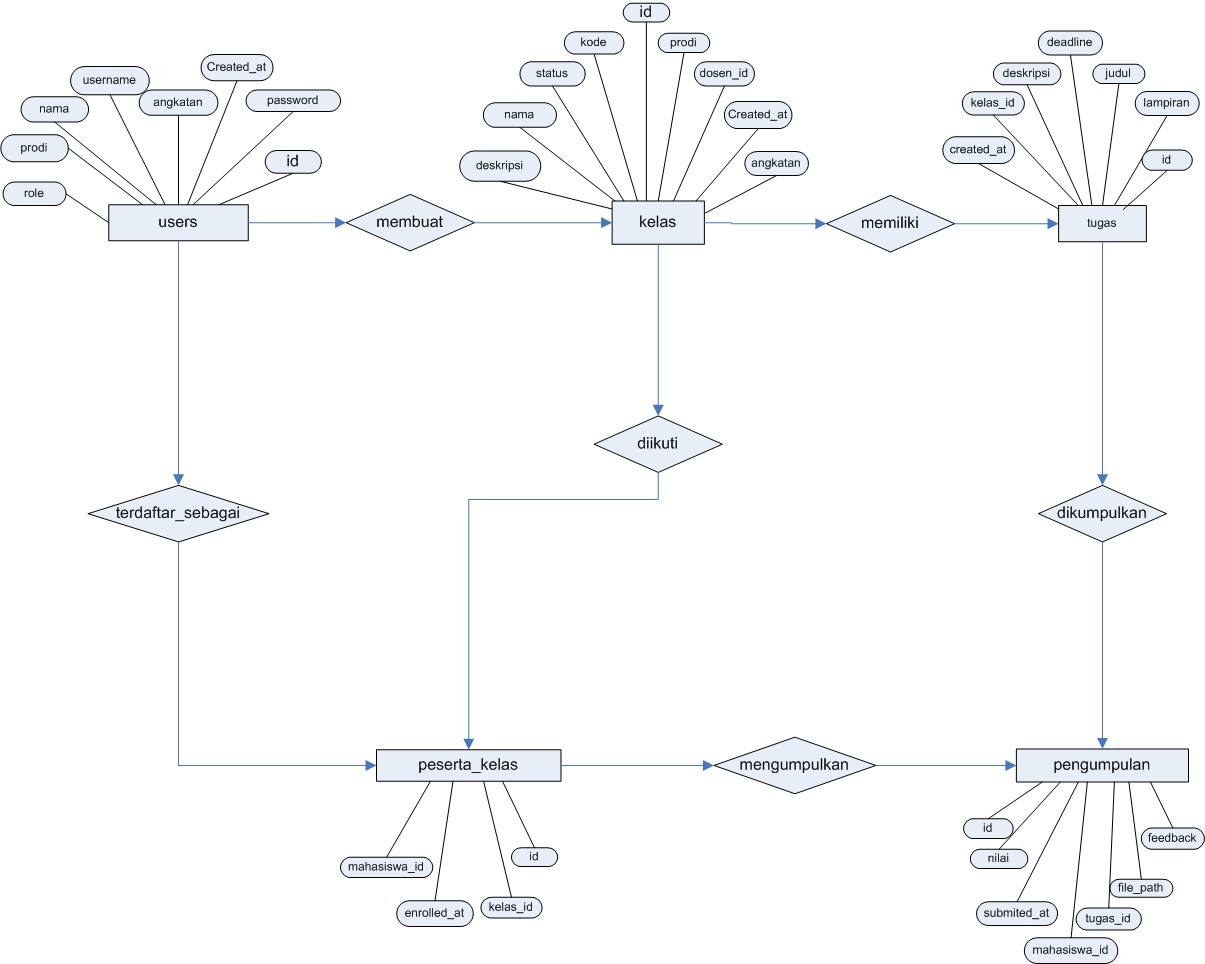 id
kode
prodi
deadline
Created_at
username
status
dosen_id
deskripsi
judul
nama
angkatan
password
nama
Created_at
kelas_id
lampiran
prodi
id
deskripsi
angkatan
created_at
id
role
users
membuat
kelas
memiliki
tugas
diikuti
terdaftar_sebagai
dikumpulkan
peserta_kelas
mengumpulkan
pengumpulan
mahasiswa_id
id
enrolled_at
kelas_id
id
nilai
feedback
file_path
submited_at
tugas_id
mahasiswa_id